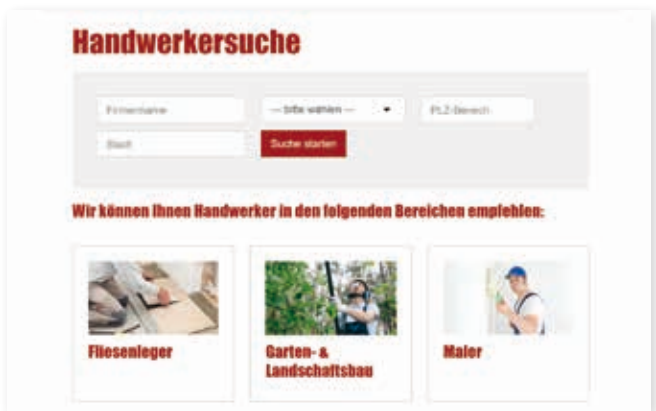 Handwerkersuche
Firmenname
--- bitte wählen ---
PLZ-Bereich
Stadt
Suche starten
Wir können Ihnen Handwerker in den folgenden Bereichen empfehlen:
Fliesenleger
Garten- &
Landschaftsbau
Maler